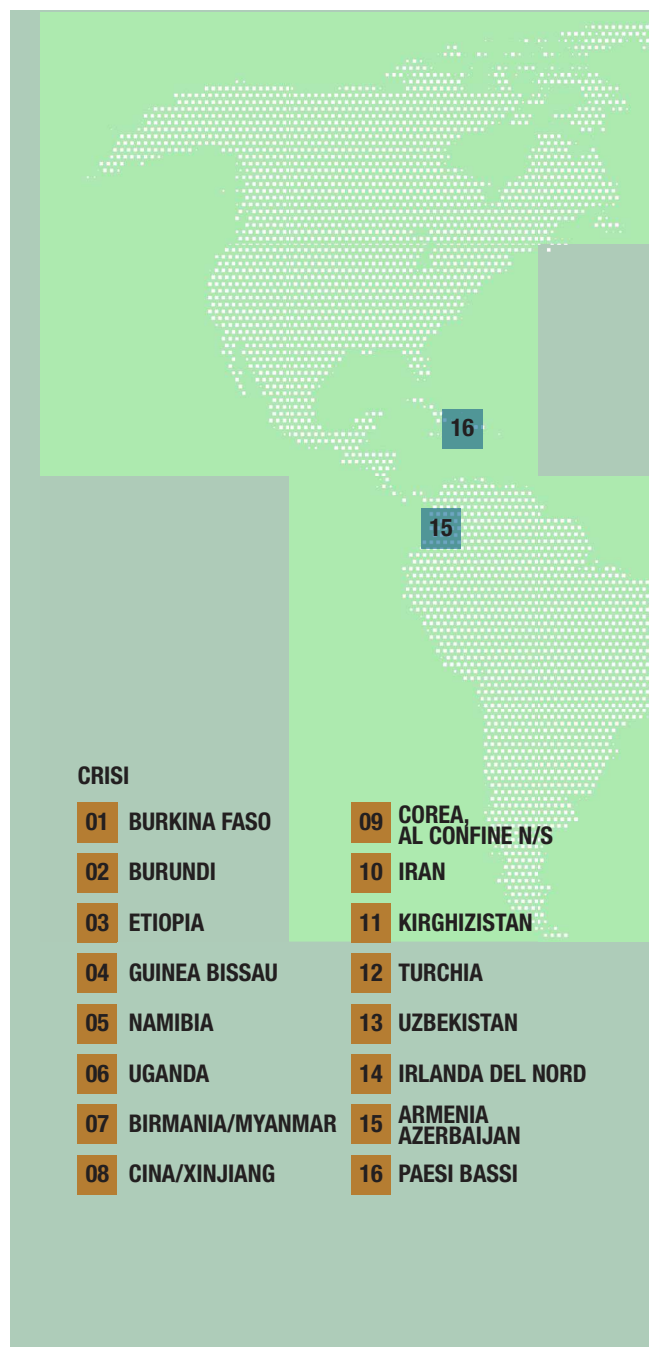 16
15
CRISI
01 BURKINA FASO
02 BURUNDI
03 ETIOPIA
04 GUINEA BISSAU
05 NAMIBIA
06 UGANDA
07 BIRMANIA/MYANMAR
08 CINA/XINJIANG
09 COREA,
AL CONFINE N/S
10 IRAN
11 KIRGHIZISTAN
12 TURCHIA
13 UZBEKISTAN
14 IRLANDA DEL NORD
15 ARMENIA
AZERBAIJAN
16 PAESI BASSI